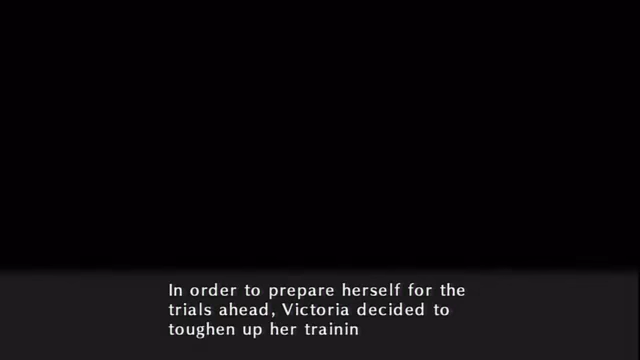 In order to prepare herself for the
trials ahead, Victoria decided to
toughen up her trainin